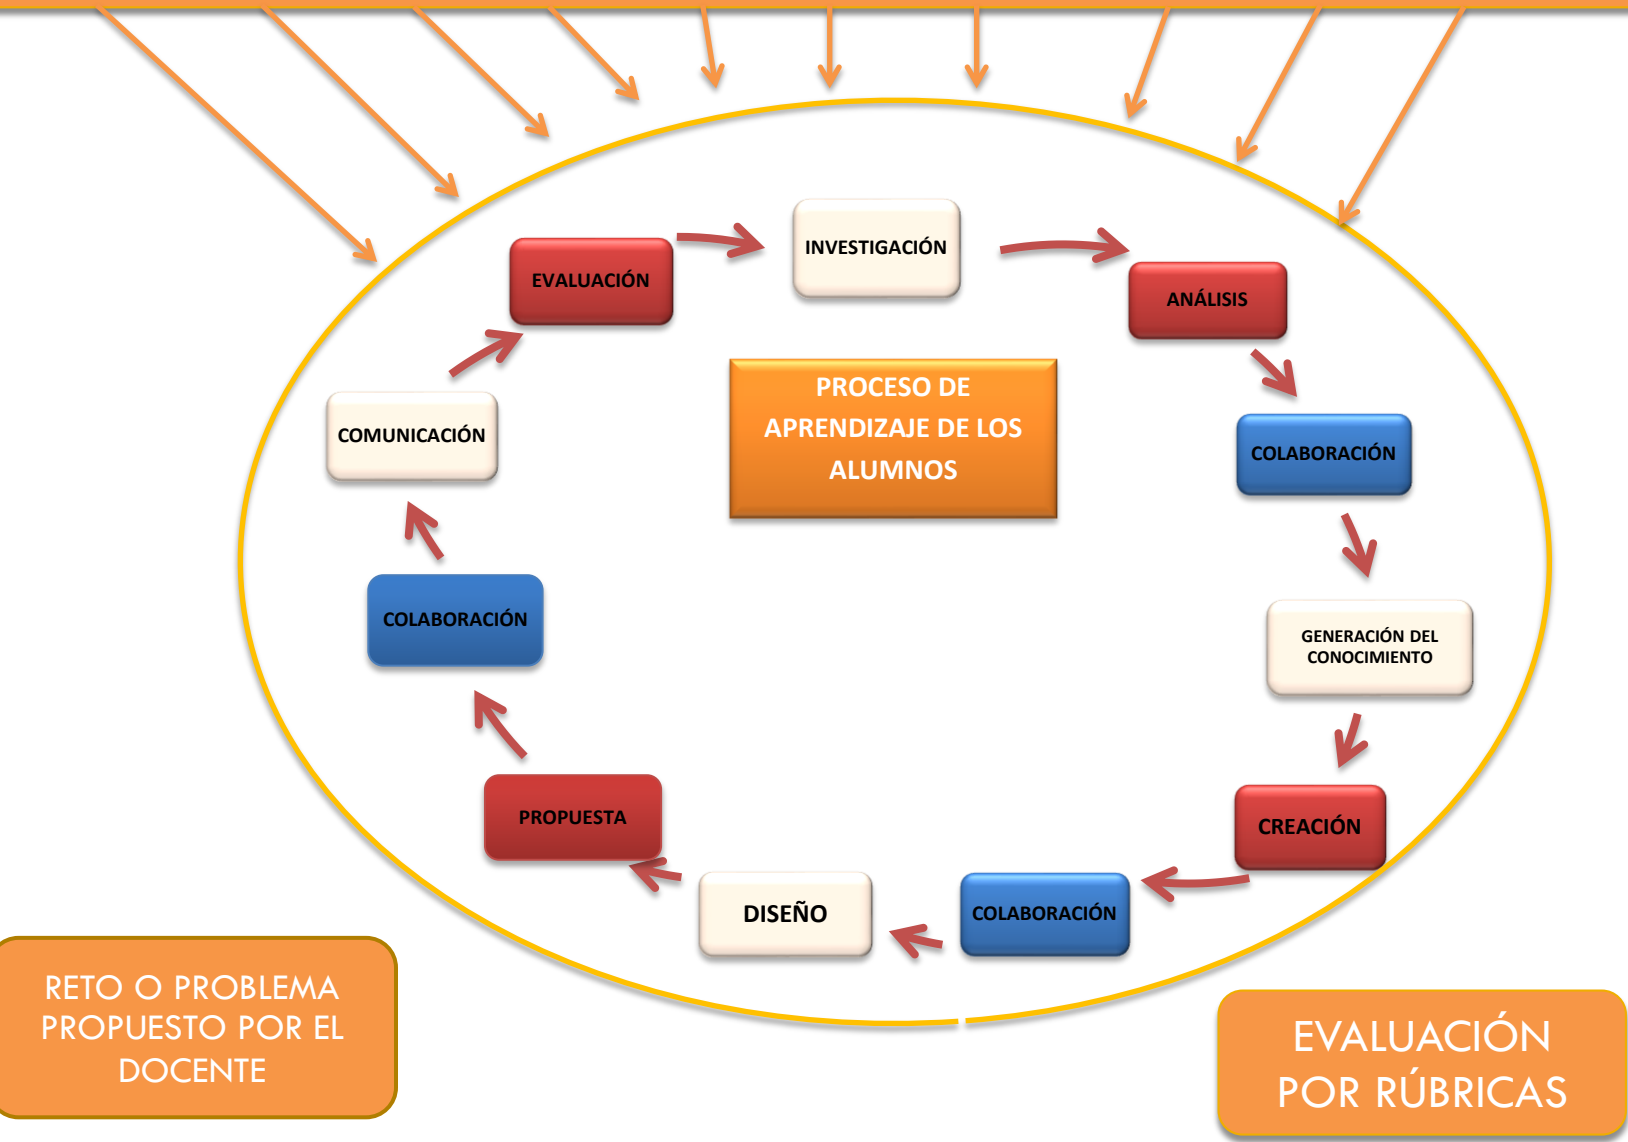 INVESTIGACIÓN
EVALUACIÓN
ANÁLISIS
PROCESO DE
APRENDIZAJE DE LOS
ALUMNOS
COMUNICACIÓN
COLABORACIÓN
COLABORACIÓN
GENERACIÓN DEL
CONOCIMIENTO
PROPUESTA
CREACIÓN
DISEÑO
COLABORACIÓN
RETO O PROBLEMA
PROPUESTO POR EL
DOCENTE
EVALUACIÓN
POR RÚBRICAS